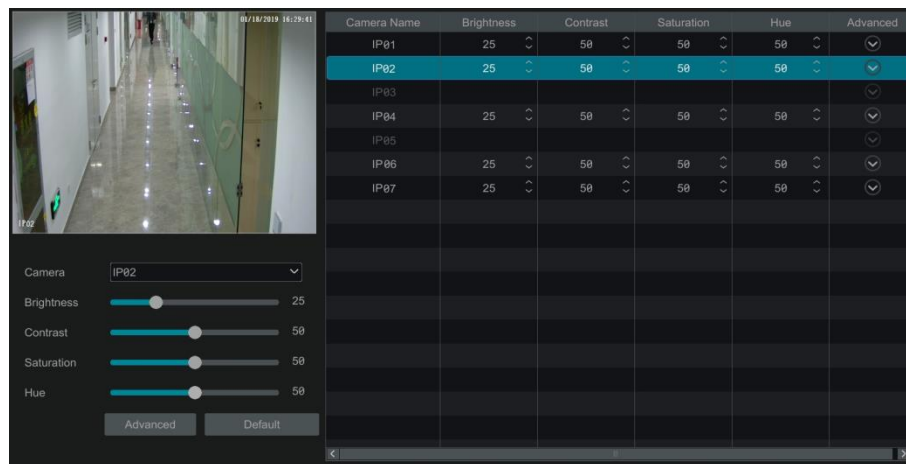 01/18/2019 16:29:41
IP02
Camera IP02
Brightness 25
Contrast 50
Saturation 50
Hue 50
Advanced Default
Camera Name Brightness Contrast Saturation Hue Advanced
IP01 25 50 50 50
IP02 25 50 50 50
IP03
IP04 25 50 50 50
IP05
IP06 25 50 50 50
IP07 25 50 50 50